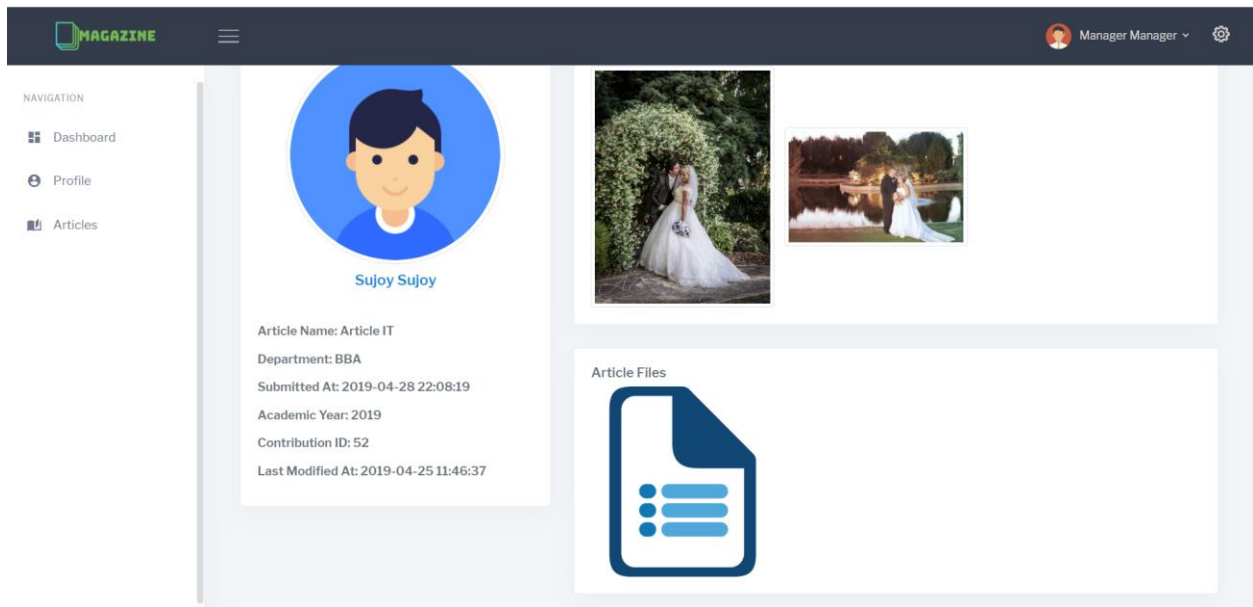 MAGAZINE
Manager Manager
NAVIGATION
Dashboard
Profile
Articles
Sujoy Sujoy
Article Name: Article IT
Department: BBA
Submitted At: 2019-04-28 22:08:19
Academic Year: 2019
Contribution ID: 52
Last Modified At: 2019-04-25 11:46:37
Article Files